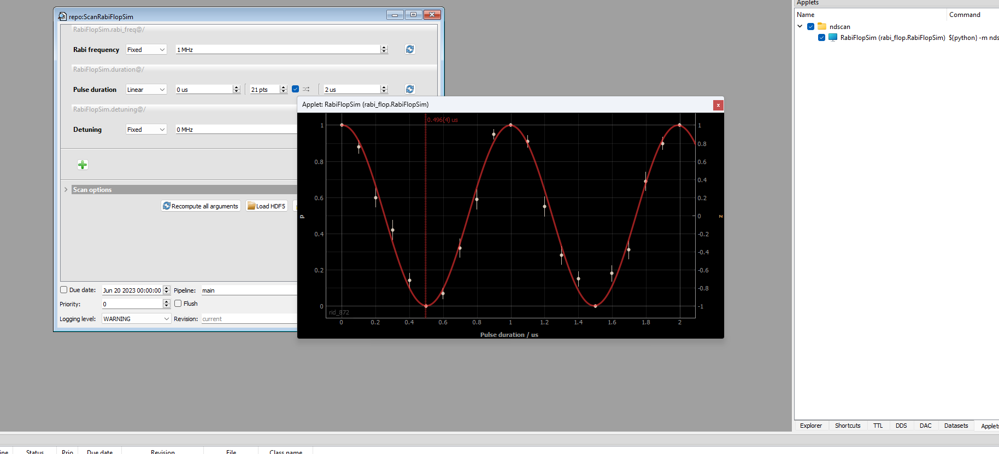 repo:ScanRabiFlopSim
RabiFlopSim.rabi_freq@/
Rabi frequency Fixed 1 MHz
RabiFlopSim.duration@/
Pulse duration Linear 0 us 21 pts 2 us
RabiFlopSim.detuning@/
Detuning Fixed 0 MHz
Scan options
Recompute all arguments Load HDF5
Due date: Jun 20 2023 00:00:00 Pipeline: main
Priority: 0 Flush
Logging level: WARNING Revision: current
Applet: RabiFlopSim (rabi_flop.RabiFlopSim) x
0.496(4) us
1
0.8
0.6
0.4
0.2
0
p
1
0.8
0.6
0.4
0.2
0
-0.2
-0.4
-0.6
-0.8
-1
z
rid_872
0 0.2 0.4 0.6 0.8 1 1.2 1.4 1.6 1.8 2
Pulse duration / us
Applets
Name Command
ndscan
RabiFlopSim (rabi_flop.RabiFlopSim) ${python} -m nds
Explorer Shortcuts TTL DDS DAC Datasets Applets
ine Status Prio Due date Revision File Class name